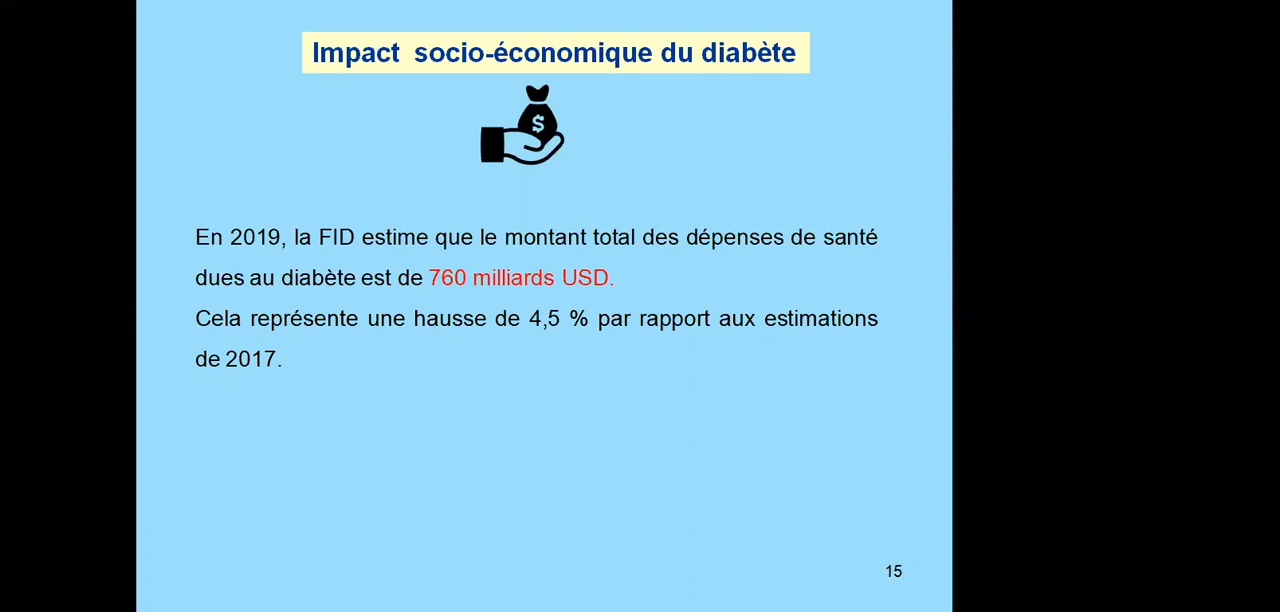 Impact socio-économique du diabète
$
En 2019, la FID estime que le montant total des dépenses de santé
dues au diabète est de 760 milliards USD.
Cela représente une hausse de 4,5 % par rapport aux estimations
de 2017.
15